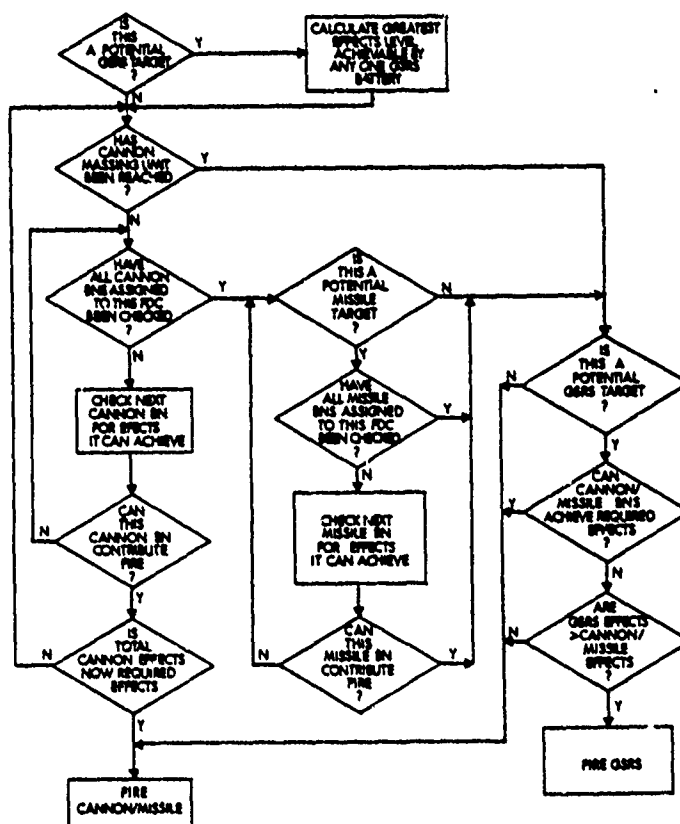 IS
THIS
A POTENTIAL
GSRS TARGET
?
Y
CALCULATE GREATEST
EFFECTS LEVEL
ACHIEVABLE BY
ANY ONE GSRS
BATTERY
N
HAS
CANNON
MASSING LIMIT
BEEN REACHED
?
Y
N
HAVE
ALL CANNON
BNS ASSIGNED
TO THIS FDC
BEEN CHECKED
?
Y
N
CHECK NEXT
CANNON BN
FOR EFECTS
IT CAN ACHIEVE
CAN
THIS
CANNON BN
CONTRIBUTE
FIRE
?
N
Y
IS
TOTAL
CANNON EFFECTS
NOW REQUIRED
EFFECTS
N
Y
FIRE
CANNON/MISSILE
IS
THIS A
POTENTIAL
MISSILE
TARGET
?
N
Y
HAVE
ALL MISSILE
BNS ASSIGNED
TO THIS FDC
BEEN CHECKED
?
Y
N
CHECK NEXT
MISSILE BN
FOR EFFECTS
IT CAN ACHIEVE
CAN
THIS
MISSILE BN
CONTRIBUTE
FIRE
?
N
Y
IS
THIS A
POTENTIAL
GSRS TARGET
?
N
Y
CAN
CANNON/
MISSILE BNS
ACHIEVE REQUIRED
EFFECTS
?
Y
N
ARE
GSRS EFFECTS
>CANNON/
MISSILE
EFFECTS
?
N
Y
FIRE GSRS